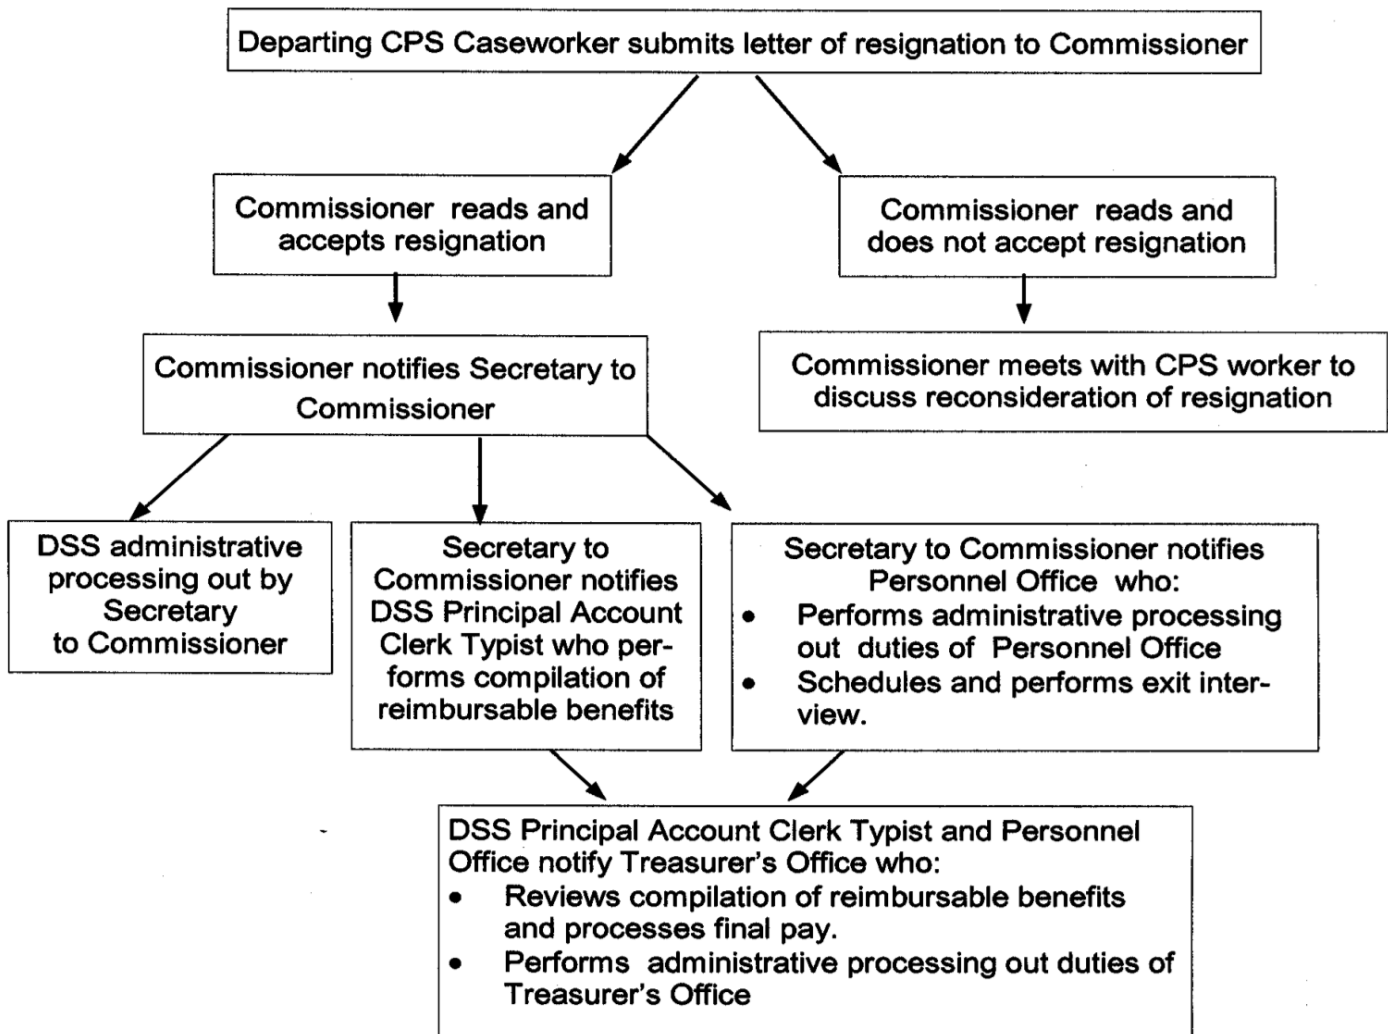 Departing CPS Caseworker submits letter of resignation to Commissioner
Commissioner reads and
accepts resignation
Commissioner reads and
does not accept resignation
Commissioner notifies Secretary to
Commissioner
Commissioner meets with CPS worker to
discuss reconsideration of resignation
DSS administrative
processing out by
Secretary
to Commissioner
Secretary to
Commissioner notifies
DSS Principal Account
Clerk Typist who per-
forms compilation of
reimbursable benefits
Secretary to Commissioner notifies
Personnel Office who:
• Performs administrative processing
out duties of Personnel Office
• Schedules and performs exit inter-
view.
DSS Principal Account Clerk Typist and Personnel
Office notify Treasurer's Office who:
• Reviews compilation of reimbursable benefits
and processes final pay.
• Performs administrative processing out duties of
Treasurer's Office